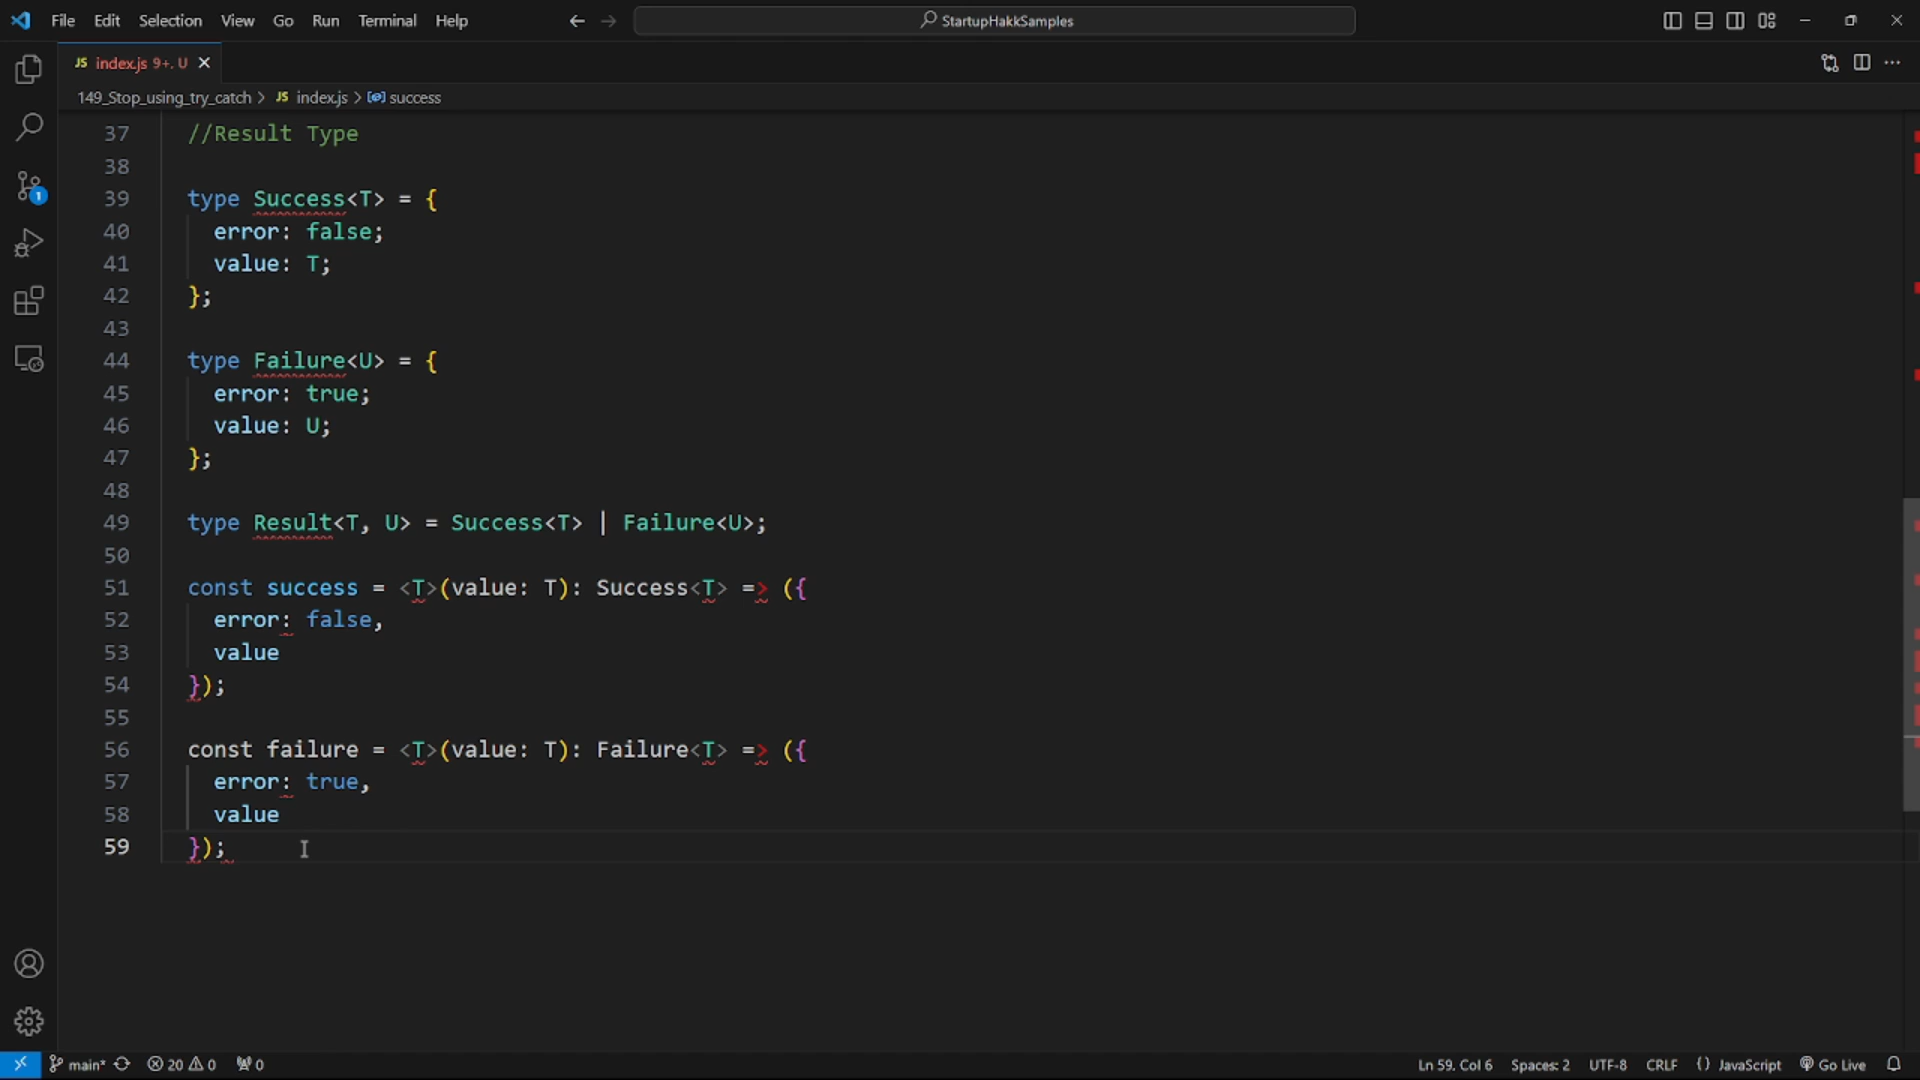 File Edit Selection View Go Run Terminal Help
StartupHakkSamples
JS index.js 9+, U
149_Stop_using_try_catch > JS index.js > success
37 //Result Type
38
39 type Success<T> = {
40 error: false;
41 value: T;
42 };
43
44 type Failure<U> = {
45 error: true;
46 value: U;
47 };
48
49 type Result<T, U> = Success<T> | Failure<U>;
50
51 const success = <T>(value: T): Success<T> => ({
52 error: false,
53 value
54 });
55
56 const failure = <T>(value: T): Failure<T> => ({
57 error: true,
58 value
59 });
1
main* 20 0 0
Ln 59, Col 6 Spaces: 2 UTF-8 CRLF {} JavaScript Go Live